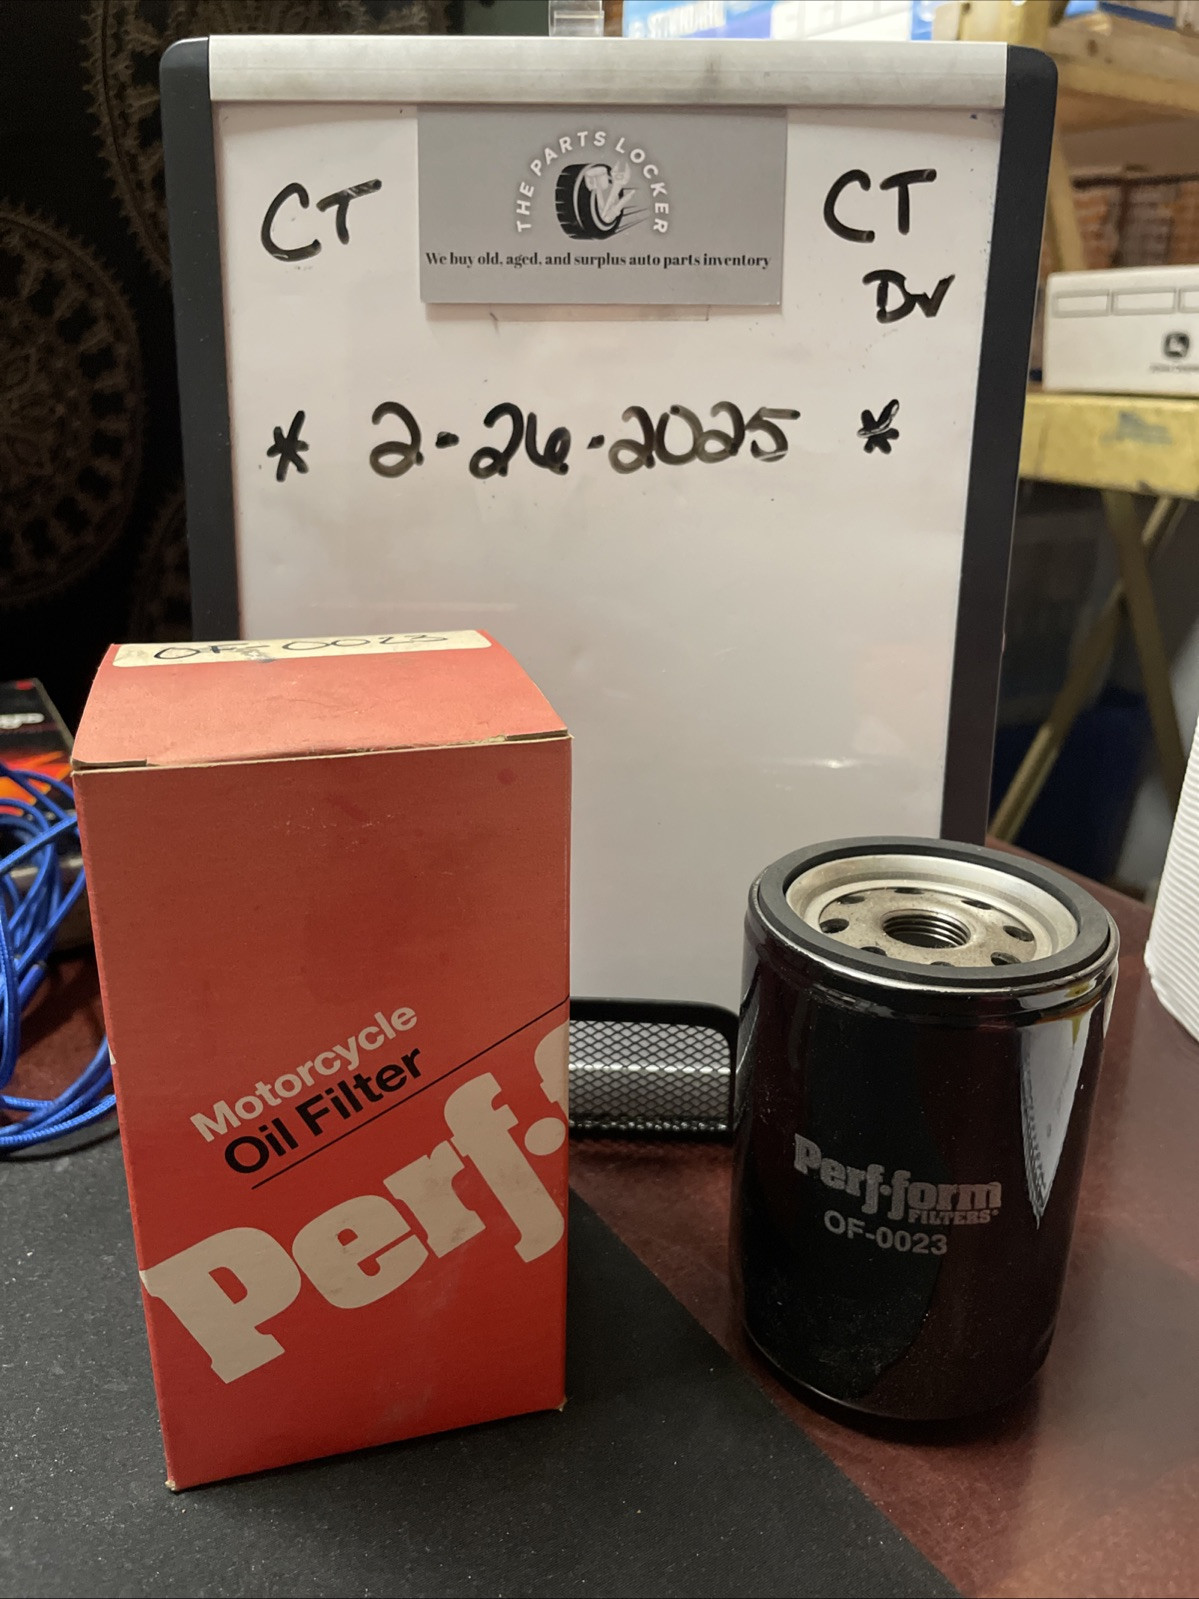 THE PARTS LOCKER
We buy old, aged, and surplus auto parts inventory
CT
CT
DV
* 2-26-2025 *
OF-0023
Motorcycle
Oil Filter
Perf-f
Perf-form
FILTERS®
OF-0023